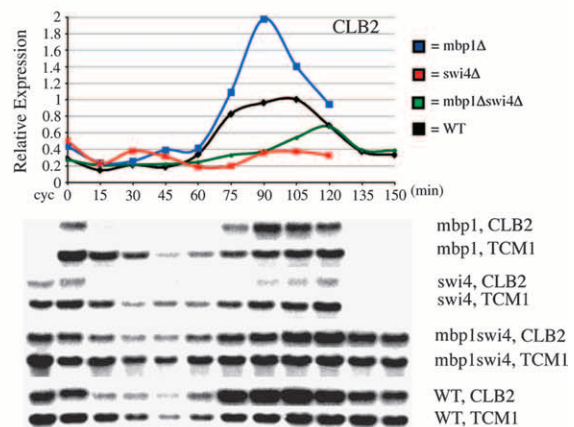 CLB2
Relative Expression
2
1.8
1.6
1.4
1.2
1
0.8
0.6
0.4
0.2
0
= mbp1Δ
= swi4Δ
= mbp1Δswi4Δ
= WT
cyc 0 15 30 45 60 75 90 105 120 135 150 (min)
mbp1, CLB2
mbp1, TCM1
swi4, CLB2
swi4, TCM1
mbp1swi4, CLB2
mbp1swi4, TCM1
WT, CLB2
WT, TCM1